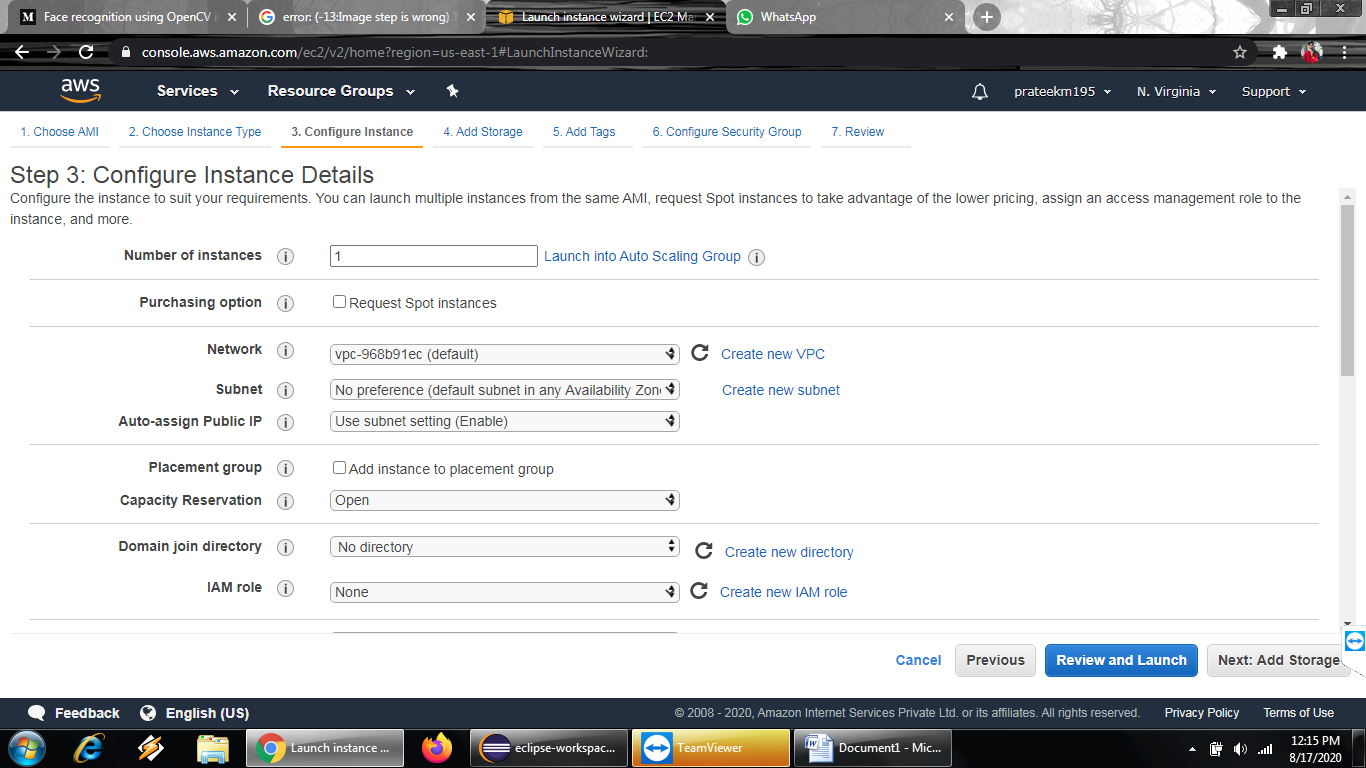 Face recognition using OpenCV i
error: (-13:Image step is wrong)
Launch instance wizard | EC2 Ma
WhatsApp
console.aws.amazon.com/ec2/v2/home?region=us-east-1#LaunchInstanceWizard:
aws Services Resource Groups prateekm195 N. Virginia Support
1. Choose AMI 2. Choose Instance Type 3. Configure Instance 4. Add Storage 5. Add Tags 6. Configure Security Group 7. Review
Step 3: Configure Instance Details
Configure the instance to suit your requirements. You can launch multiple instances from the same AMI, request Spot instances to take advantage of the lower pricing, assign an access management role to the
instance, and more.
Number of instances 1 Launch into Auto Scaling Group
Purchasing option Request Spot instances
Network vpc-968b91ec (default) Create new VPC
Subnet No preference (default subnet in any Availability Zone Create new subnet
Auto-assign Public IP Use subnet setting (Enable)
Placement group Add instance to placement group
Capacity Reservation Open
Domain join directory No directory Create new directory
IAM role None Create new IAM role
Cancel Previous Review and Launch Next: Add Storage
Feedback English (US) © 2008 - 2020, Amazon Internet Services Private Ltd. or its affiliates. All rights reserved. Privacy Policy Terms of Use
Launch instance ... eclipse-workspac... TeamViewer Document1 - Mic... 12:15 PM
8/17/2020